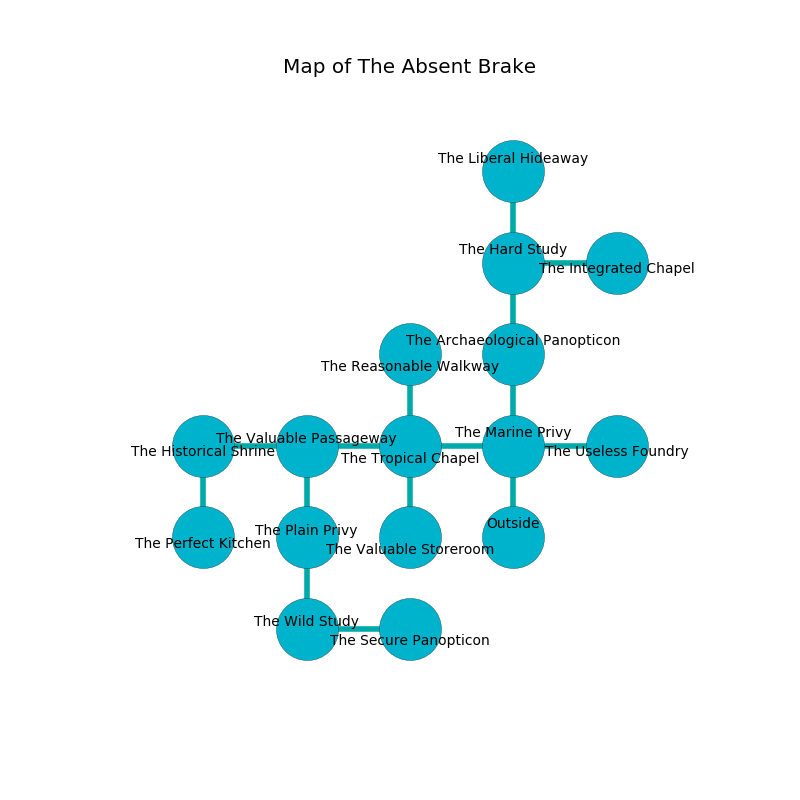 Map of The Absent Brake
The Liberal Hideaway
The Hard Study
The Integrated Chapel
The Archaeological Panopticon
The Reasonable Walkway
The Marine Privy
The Valuable Passageway
The Historical Shrine
The Tropical Chapel
The Useless Foundry
Outside
The Plain Privy
The Perfect Kitchen
The Valuable Storeroom
The Wild Study
The Secure Panopticon